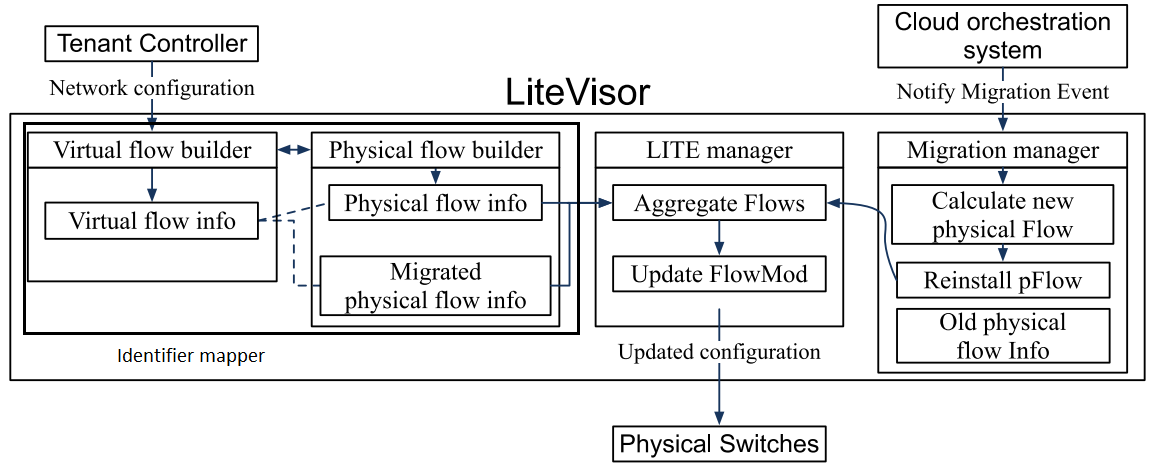 Tenant Controller
Cloud orchestration
system
Network configuration
LiteVisor
Notify Migration Event
Virtual flow builder
Physical flow builder
LITE manager
Migration manager
Virtual flow info
Physical flow info
Aggregate Flows
Calculate new
physical Flow
Migrated
physical flow info
Update FlowMod
Reinstall pFlow
Old physical
flow Info
Identifier mapper
Updated configuration
Physical Switches